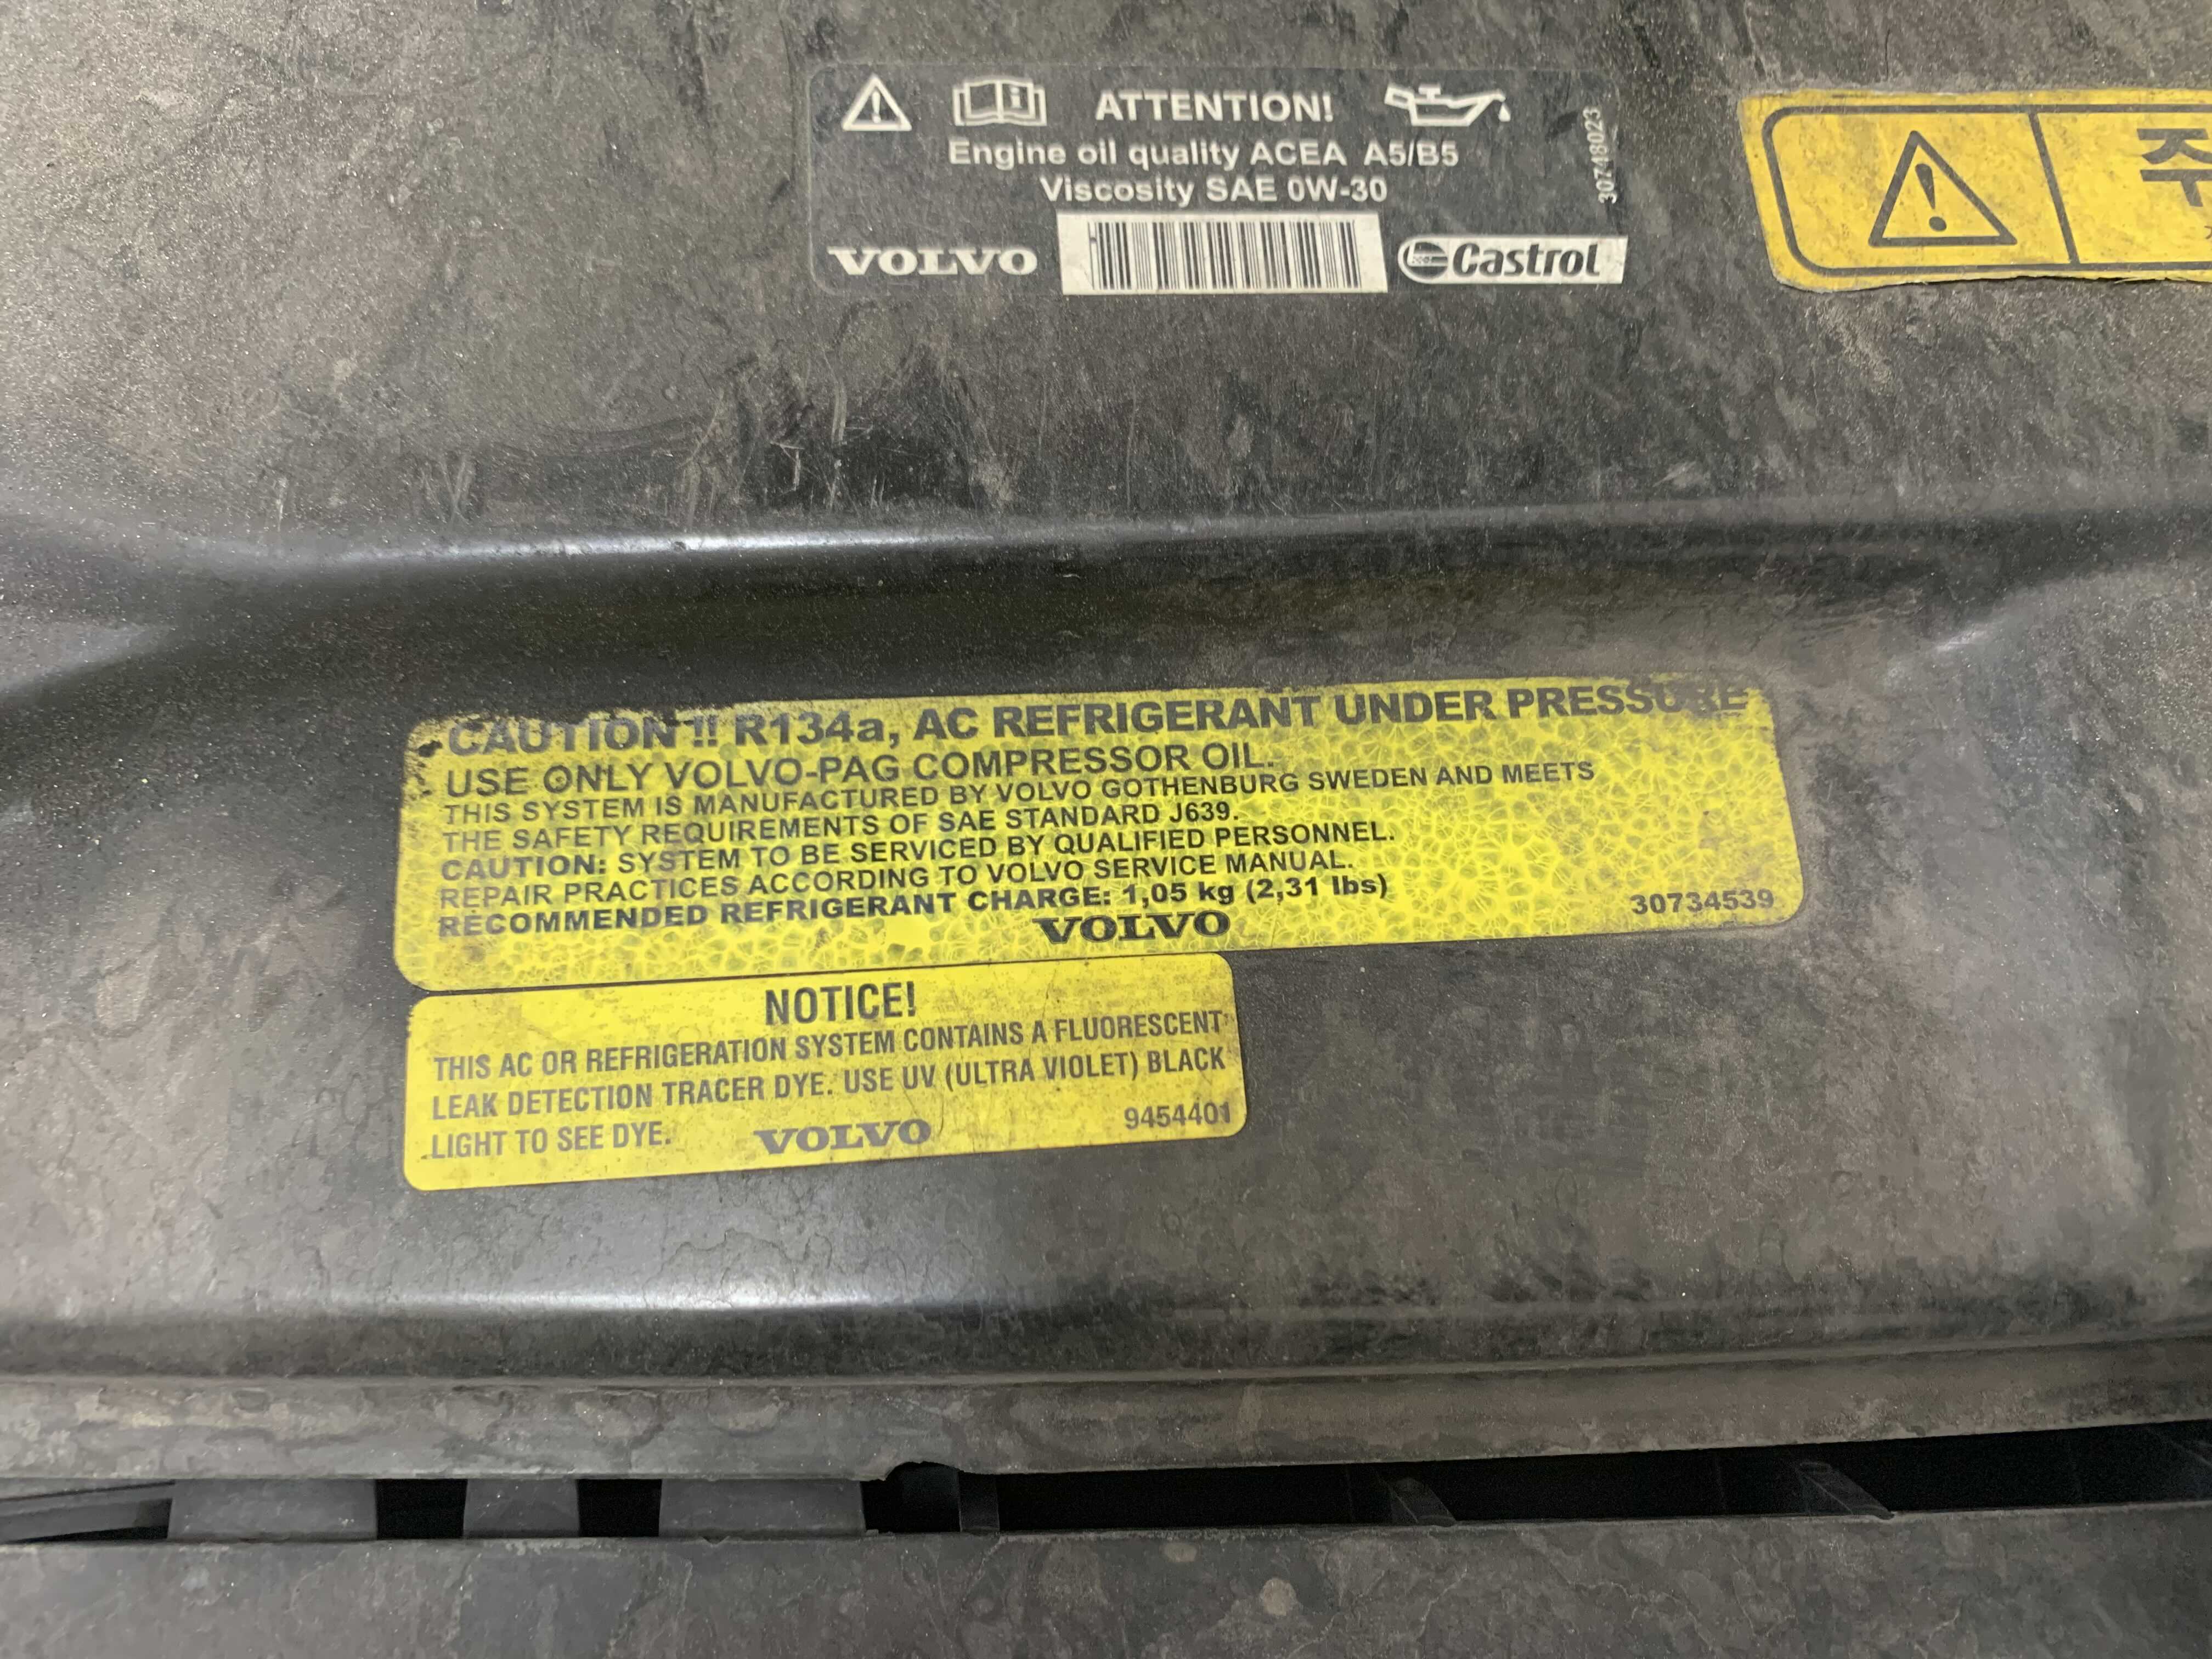 ATTENTION!
Engine oil quality ACEA A5/B5
Viscosity SAE 0W-30
30748023
VOLVO
Castrol
주
CAUTION !! R134a, AC REFRIGERANT UNDER PRESSURE
USE ONLY VOLVO-PAG COMPRESSOR OIL.
THIS SYSTEM IS MANUFACTURED BY VOLVO GOTHENBURG SWEDEN AND MEETS
THE SAFETY REQUIREMENTS OF SAE STANDARD J639.
CAUTION: SYSTEM TO BE SERVICED BY QUALIFIED PERSONNEL.
REPAIR PRACTICES ACCORDING TO VOLVO SERVICE MANUAL.
RECOMMENDED REFRIGERANT CHARGE: 1,05 kg (2,31 lbs)
30734539
VOLVO
NOTICE!
THIS AC OR REFRIGERATION SYSTEM CONTAINS A FLUORESCENT
LEAK DETECTION TRACER DYE. USE UV (ULTRA VIOLET) BLACK
LIGHT TO SEE DYE.
VOLVO
9454401